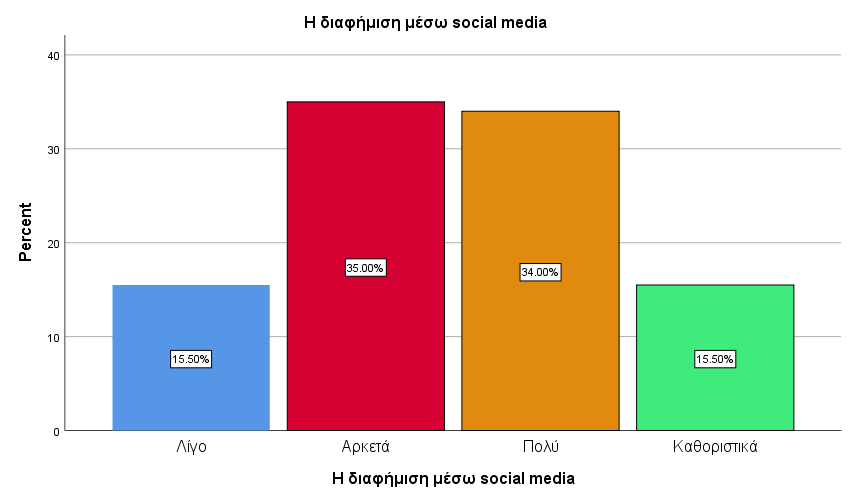 Η διαφήμιση μέσω social media
Percent
40
30
20
10
0
15.50%
35.00%
34.00%
15.50%
Λίγο
Αρκετά
Πολύ
Καθοριστικά
Η διαφήμιση μέσω social media